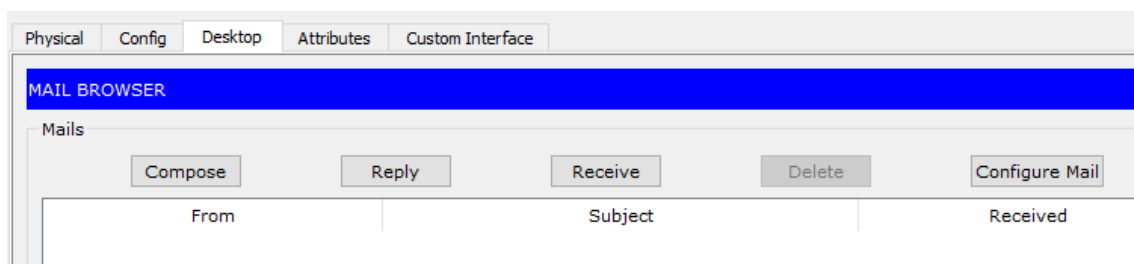 Physical Config Desktop Attributes Custom Interface
MAIL BROWSER
Mails
Compose Reply Receive Delete Configure Mail
From Subject Received